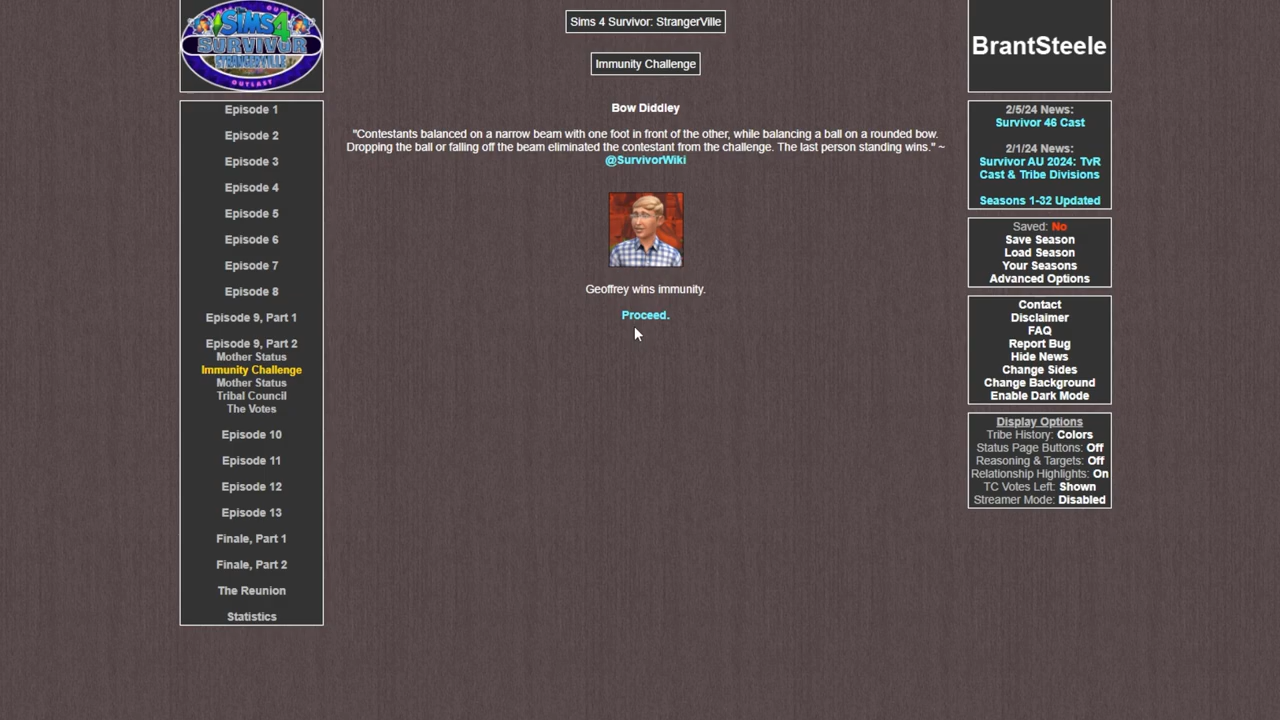 SIMS 4
SURVIVOR
STRANGERVILLE
OUTLAST
Episode 1
Episode 2
Episode 3
Episode 4
Episode 5
Episode 6
Episode 7
Episode 8
Episode 9, Part 1
Episode 9, Part 2
Mother Status
Immunity Challenge
Mother Status
Tribal Council
The Votes
Episode 10
Episode 11
Episode 12
Episode 13
Finale, Part 1
Finale, Part 2
The Reunion
Statistics
Sims 4 Survivor: StrangerVille
Immunity Challenge
Bow Diddley
"Contestants balanced on a narrow beam with one foot in front of the other, while balancing a ball on a rounded bow.
Dropping the ball or falling off the beam eliminated the contestant from the challenge. The last person standing wins." ~
@SurvivorWiki
Geoffrey wins immunity.
Proceed.
BrantSteele
2/5/24 News:
Survivor 46 Cast
2/1/24 News:
Survivor AU 2024: TvR
Cast & Tribe Divisions
Seasons 1-32 Updated
Saved: No
Save Season
Load Season
Your Seasons
Advanced Options
Contact
Disclaimer
FAQ
Report Bug
Hide News
Change Sides
Change Background
Enable Dark Mode
Display Options
Tribe History: Colors
Status Page Buttons: Off
Reasoning & Targets: Off
Relationship Highlights: On
TC Votes Left: Shown
Streamer Mode: Disabled